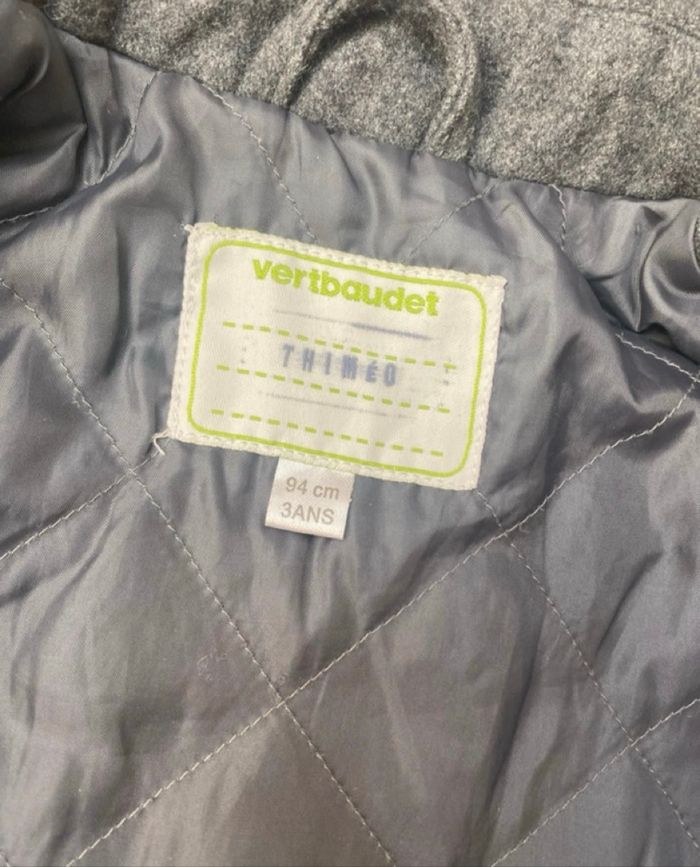 vertbaudet
THIMÉO
94 cm
3ANS